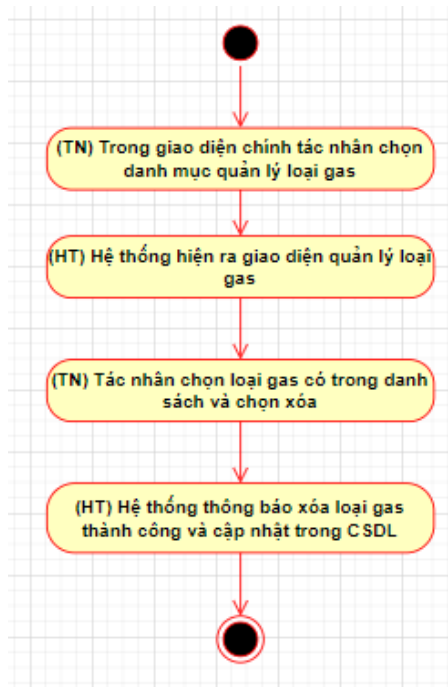 (TN) Trong giao diện chính tác nhân chọn
danh mục quản lý loại gas
(HT) Hệ thống hiện ra giao diện quản lý loại
gas
(TN) Tác nhân chọn loại gas có trong danh
sách và chọn xóa
(HT) Hệ thống thông báo xóa loại gas
thành công và cập nhật trong CSDL